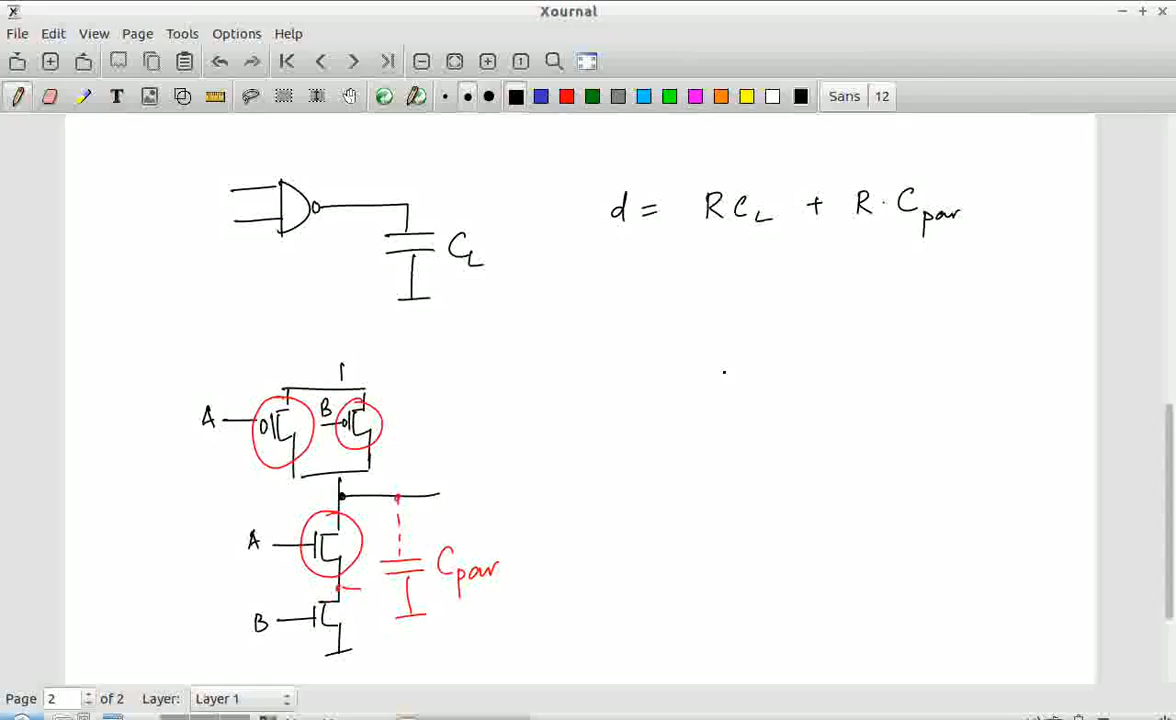 Xournal
File Edit View Page Tools Options Help
Sans 12
d = R C_L + R · C_par
C_L
A
B
A
C_par
B
Page 2 of 2 Layer: Layer 1